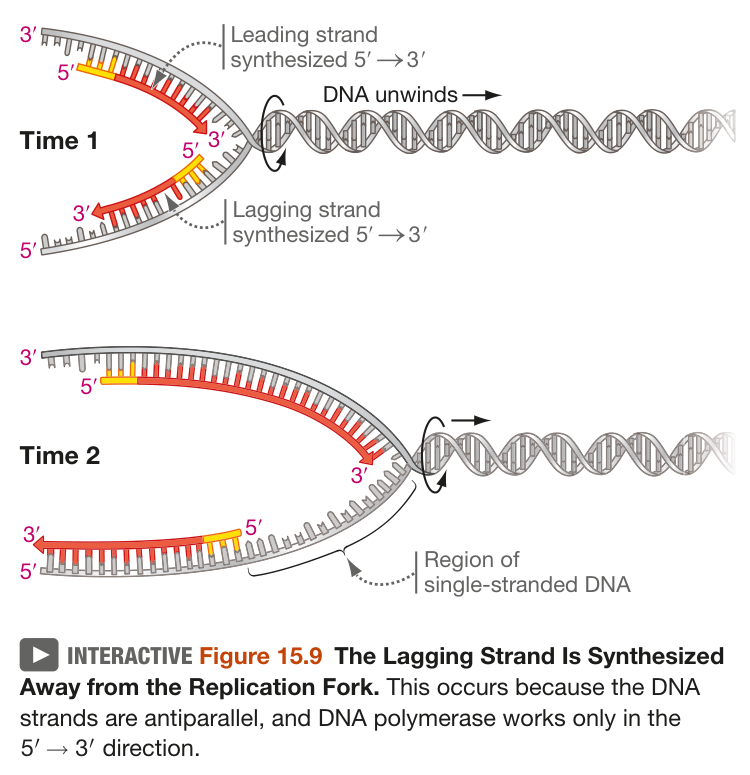 3′
Leading strand
synthesized 5′ → 3′
5′
DNA unwinds →
Time 1
3′
5′
3′
Lagging strand
synthesized 5′ → 3′
5′
3′
5′
Time 2
3′
5′
3′
5′
Region of
single-stranded DNA
INTERACTIVE Figure 15.9 The Lagging Strand Is Synthesized
Away from the Replication Fork. This occurs because the DNA
strands are antiparallel, and DNA polymerase works only in the
5′ → 3′ direction.